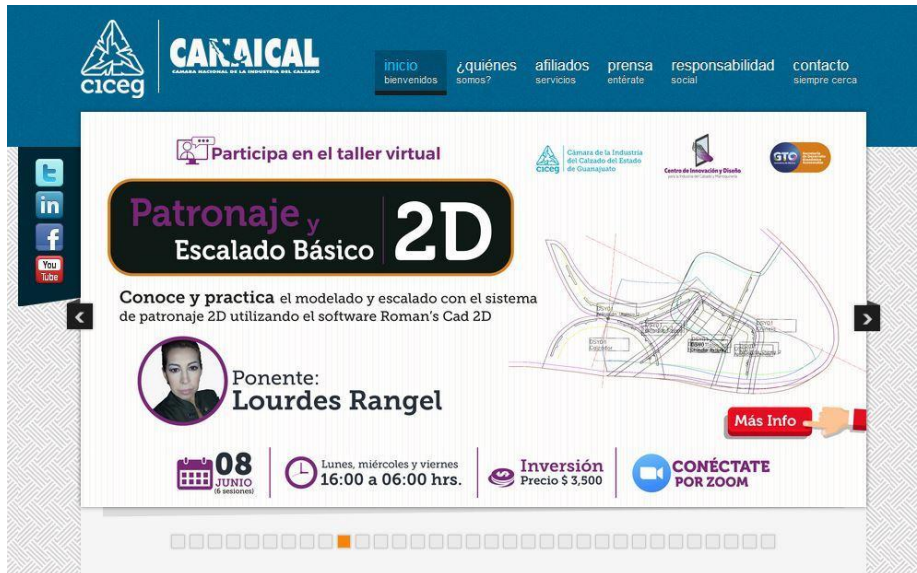 ciceg
CANAICAL
CAMARA NACIONAL DE LA INDUSTRIA DEL CALZADO
inicio
bienvenidos
¿quiénes
somos?
afiliados
servicios
prensa
entérate
responsabilidad
social
contacto
siempre cerca
Participa en el taller virtual
ciceg
Cámara de la Industria
del Calzado del Estado
de Guanajuato
Centro de Innovación y Diseño
GTO
in
You
Tube
Patronaje y
Escalado Básico
2D
Conoce y practica el modelado y escalado con el sistema
de patronaje 2D utilizando el software Roman's Cad 2D
Ponente:
Lourdes Rangel
Más Info
08
JUNIO
(6 sesiones)
Lunes, miércoles y viernes
16:00 a 06:00 hrs.
Inversión
Precio $ 3,500
CONÉCTATE
POR ZOOM